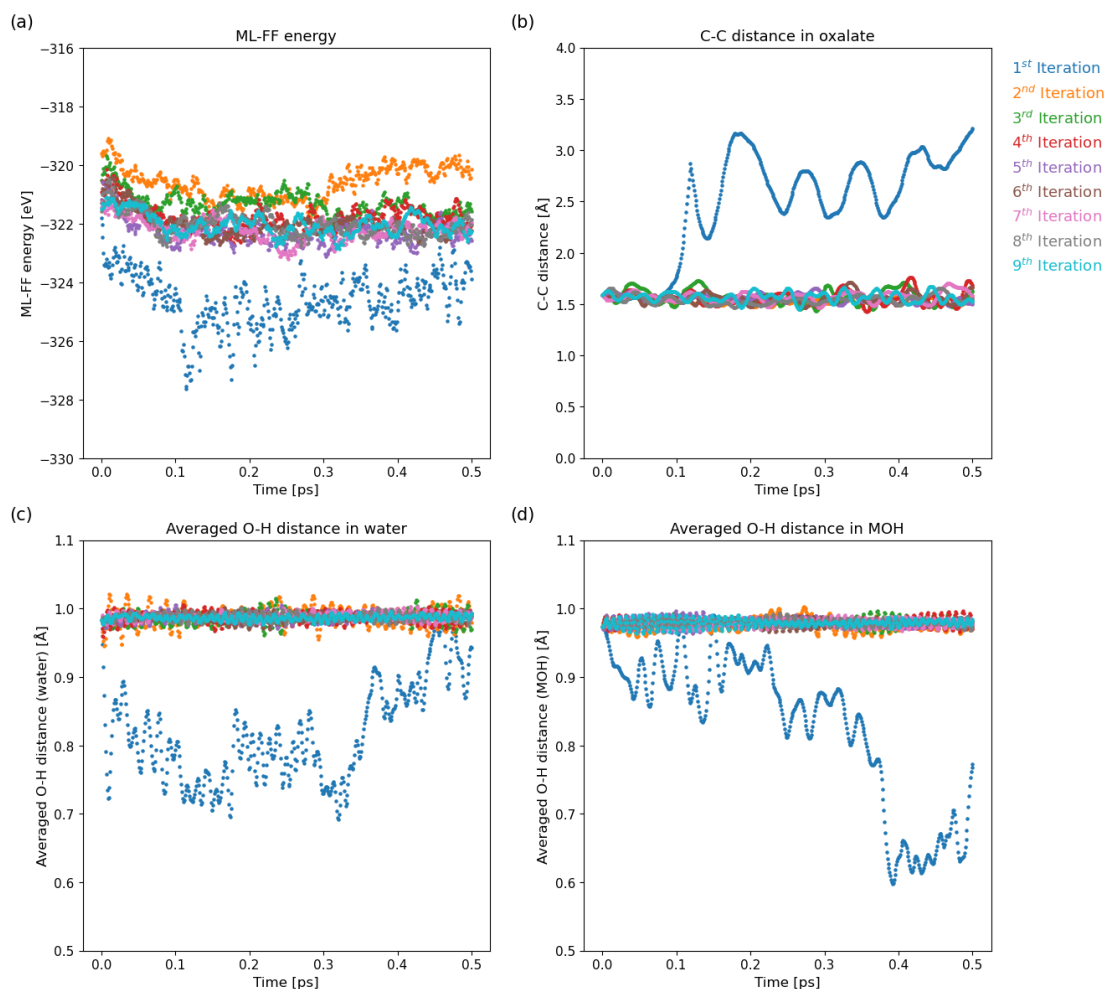 (a)
ML-FF energy
−316
−318
−320
−322
−324
−326
−328
−330
ML-FF energy [eV]
0.0 0.1 0.2 0.3 0.4 0.5
Time [ps]
(b)
C-C distance in oxalate
4.0
3.5
3.0
2.5
2.0
1.5
1.0
0.5
0.0
C-C distance [Å]
0.0 0.1 0.2 0.3 0.4 0.5
Time [ps]
1st Iteration
2nd Iteration
3rd Iteration
4th Iteration
5th Iteration
6th Iteration
7th Iteration
8th Iteration
9th Iteration
(c)
Averaged O-H distance in water
1.1
1.0
0.9
0.8
0.7
0.6
0.5
Averaged O-H distance (water) [Å]
0.0 0.1 0.2 0.3 0.4 0.5
Time [ps]
(d)
Averaged O-H distance in MOH
1.1
1.0
0.9
0.8
0.7
0.6
0.5
Averaged O-H distance (MOH) [Å]
0.0 0.1 0.2 0.3 0.4 0.5
Time [ps]